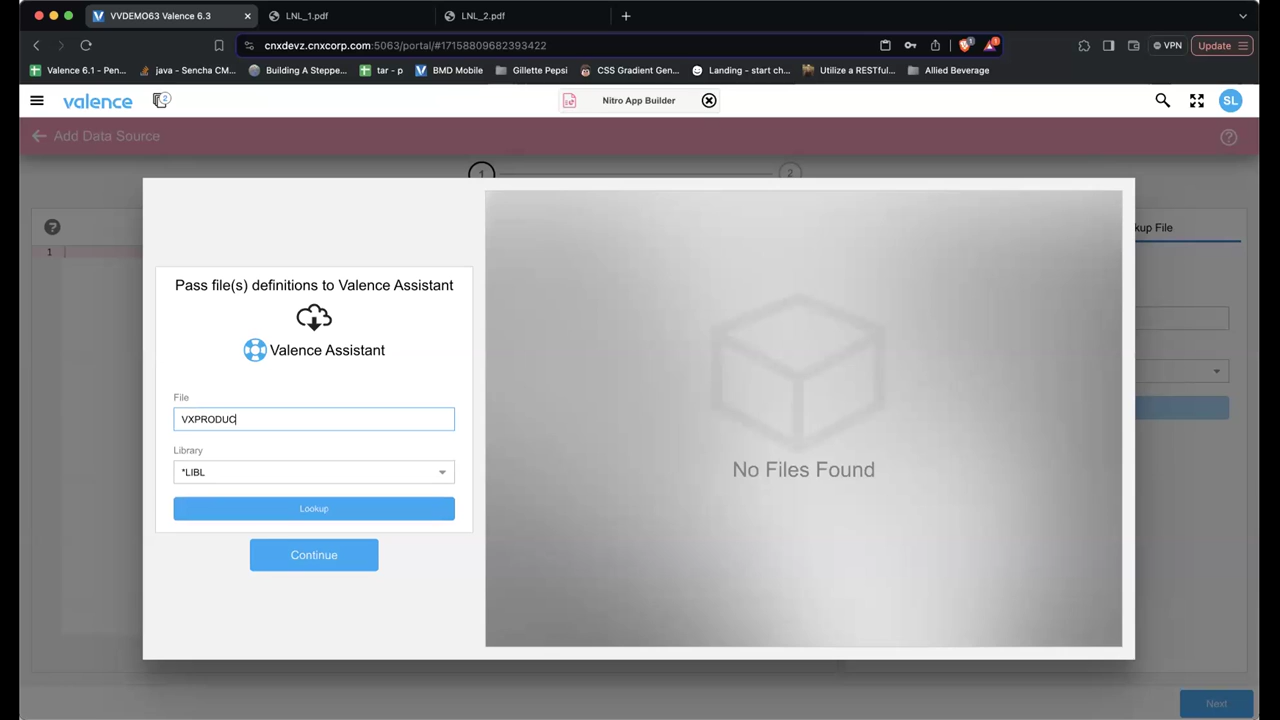 VVDEMO63 Valence 6.3
LNL_1.pdf
LNL_2.pdf
cnxdevz.cnxcorp.com:5063/portal/#17158809682393422
1
VPN
Update
Valence 6.1 - Pen...
java - Sencha CM...
Building A Steppe...
tar - p
BMD Mobile
Gillette Pepsi
CSS Gradient Gen...
Landing - start ch...
Utilize a RESTful...
Allied Beverage
valence
2
Nitro App Builder
SL
Add Data Source
1
2
kup File
1
Pass file(s) definitions to Valence Assistant
Valence Assistant
File
VXPRODUC
Library
*LIBL
Lookup
Continue
No Files Found
Next